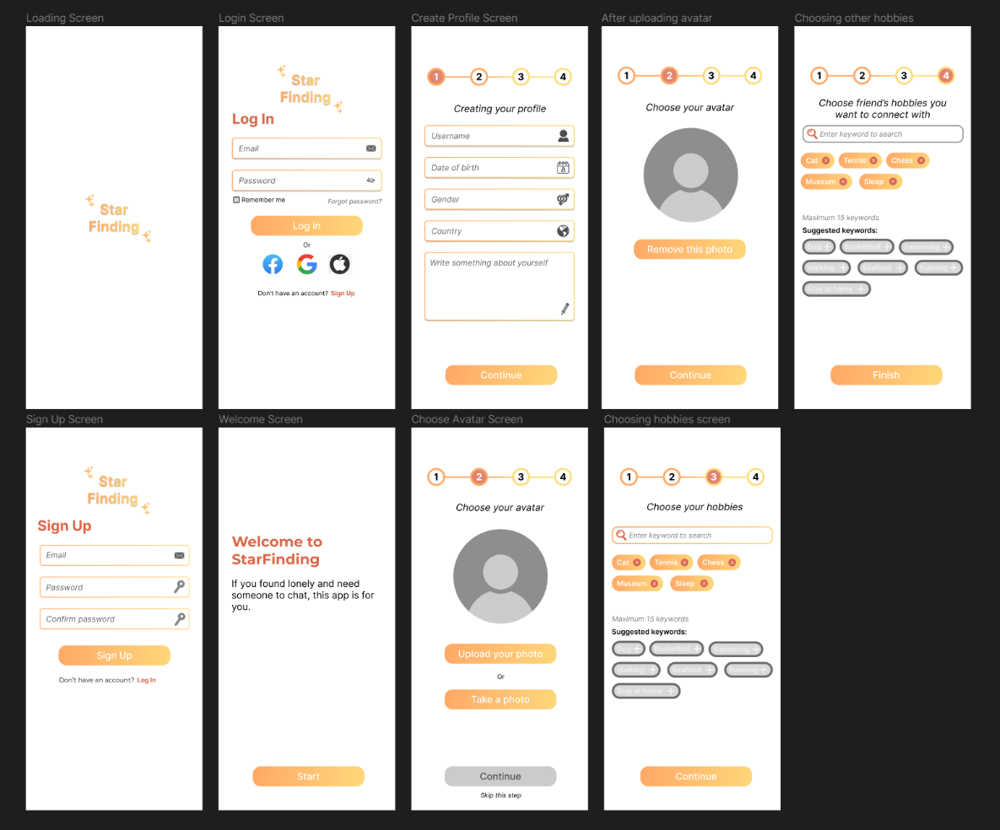 Loading Screen
Star
Finding
Login Screen
Star
Finding
Log In
Email
Password
Remember me
Forgot password?
Log in
Or
Don't have an account? Sign Up
Create Profile Screen
1
2
3
4
Creating your profile
Username
Date of birth
8
Gender
Country
Write something about yourself
Continue
After uploading avatar
1
2
3
4
Choose your avatar
Remove this photo
Continue
Choosing other hobbies
1
2
3
4
Choose friend's hobbies you
want to connect with
Enter keyword to search
Cat
Tennis
Chess
Museum
Sleep
Maximum 15 keywords
Suggested keywords:
Dog +
Basketball +
Swimming +
Walking +
Seafood +
Running +
Stay at home +
Finish
Sign Up Screen
Star
Finding
Sign Up
Email
Password
Confirm password
Sign Up
Don't have an account? Log In
Welcome Screen
Welcome to
StarFinding
If you found lonely and need
someone to chat, this app is for
you.
Start
Choose Avatar Screen
1
2
3
4
Choose your avatar
Upload your photo
Or
Take a photo
Continue
Skip this step
Choosing hobbies screen
1
2
3
4
Choose your hobbies
Enter keyword to search
Cat
Tennis
Chess
Museum
Sleep
Maximum 15 keywords
Suggested keywords:
Dog +
Basketball +
Swimming +
Walking +
Seafood +
Running +
Stay at home +
Continue